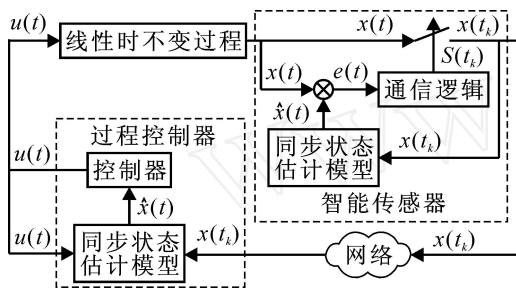 u(t)
线性时不变过程
x(t)
x(t_k)
S(t_k)
x(t)
e(t)
通信逻辑
x̂(t)
同步状态
估计模型
x(t_k)
智能传感器
过程控制器
u(t)
控制器
x̂(t)
u(t)
同步状态
估计模型
x(t_k)
网络
x(t_k)